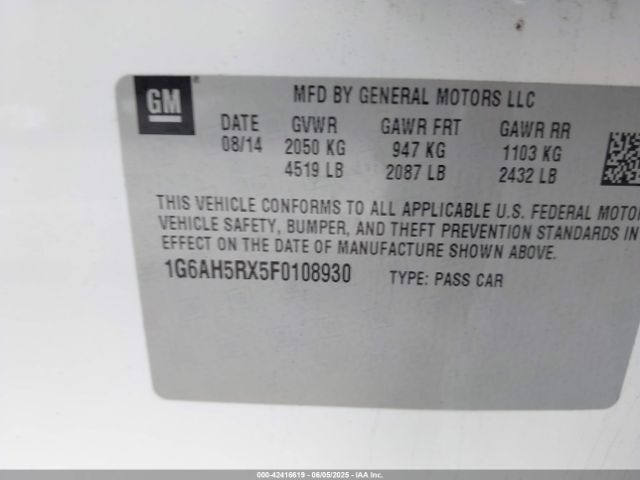 GM
MFD BY GENERAL MOTORS LLC
DATE GVWR GAWR FRT GAWR RR
08/14 2050 KG 947 KG 1103 KG
4519 LB 2087 LB 2432 LB
THIS VEHICLE CONFORMS TO ALL APPLICABLE U.S. FEDERAL MOTOR
VEHICLE SAFETY, BUMPER, AND THEFT PREVENTION STANDARDS IN
EFFECT ON THE DATE OF MANUFACTURE SHOWN ABOVE.
1G6AH5RX5F0108930 TYPE: PASS CAR
000-42416619 - 06/05/2025 - IAAI.com